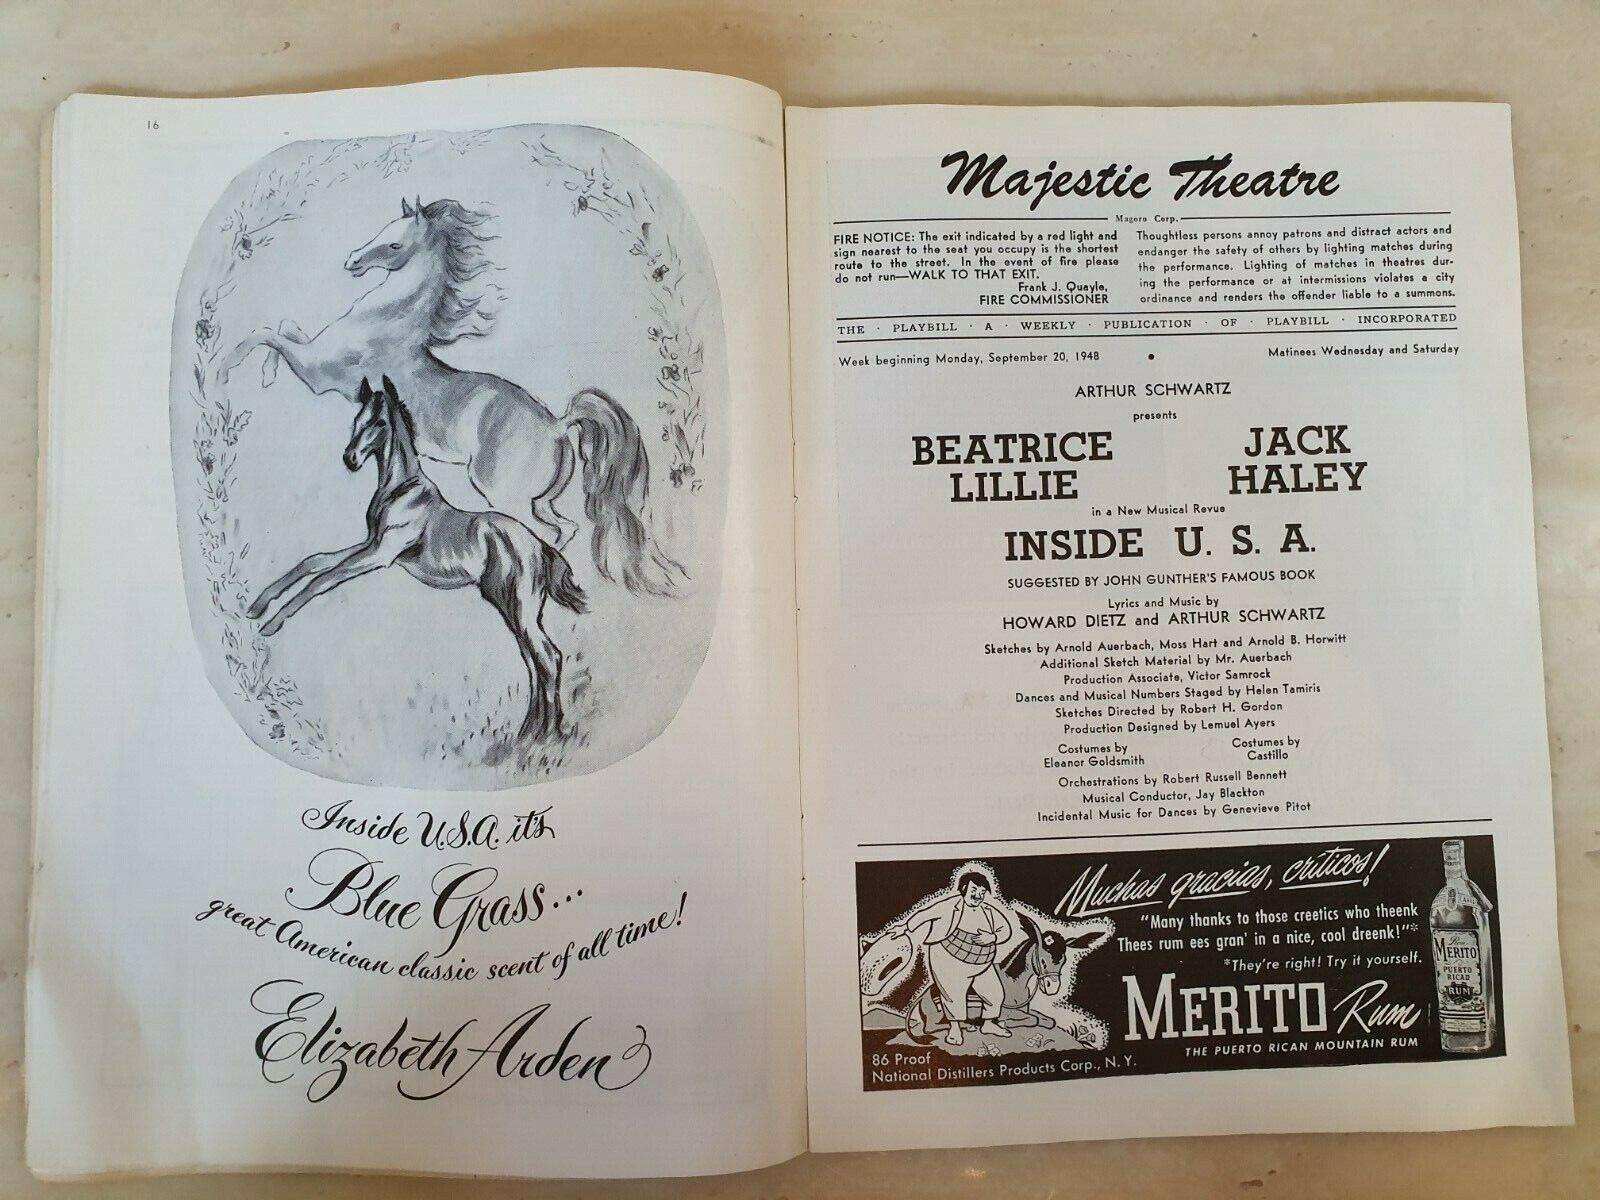 16
Inside U.S.A. it's
Blue Grass...
great American classic scent of all time!
Elizabeth Arden
Majestic Theatre
Magoro Corp.
FIRE NOTICE: The exit indicated by a red light and
sign nearest to the seat you occupy is the shortest
route to the street. In the event of fire please
do not run—WALK TO THAT EXIT.
Frank J. Quayle,
FIRE COMMISSIONER
Thoughtless persons annoy patrons and distract actors and
endanger the safety of others by lighting matches during
the performance. Lighting of matches in theatres dur-
ing the performance or at intermissions violates a city
ordinance and renders the offender liable to a summons.
THE · PLAYBILL · A · WEEKLY · PUBLICATION · OF · PLAYBILL · INCORPORATED
Week beginning Monday, September 20, 1948 • Matinees Wednesday and Saturday
ARTHUR SCHWARTZ
presents
BEATRICE JACK
LILLIE HALEY
in a New Musical Revue
INSIDE U. S. A.
SUGGESTED BY JOHN GUNTHER'S FAMOUS BOOK
Lyrics and Music by
HOWARD DIETZ and ARTHUR SCHWARTZ
Sketches by Arnold Auerbach, Moss Hart and Arnold B. Horwitt
Additional Sketch Material by Mr. Auerbach
Production Associate, Victor Samrock
Dances and Musical Numbers Staged by Helen Tamiris
Sketches Directed by Robert H. Gordon
Production Designed by Lemuel Ayers
Costumes by Costumes by
Eleanor Goldsmith Castillo
Orchestrations by Robert Russell Bennett
Musical Conductor, Jay Blackton
Incidental Music for Dances by Genevieve Pitot
Muchas gracias, criticos!
"Many thanks to those creetics who theenk
Thees rum ees gran' in a nice, cool dreenk!"*
*They're right! Try it yourself.
MERITO Rum
THE PUERTO RICAN MOUNTAIN RUM
86 Proof
National Distillers Products Corp., N.Y.
Ron
MERITO
PUERTO
RICAN
RUM